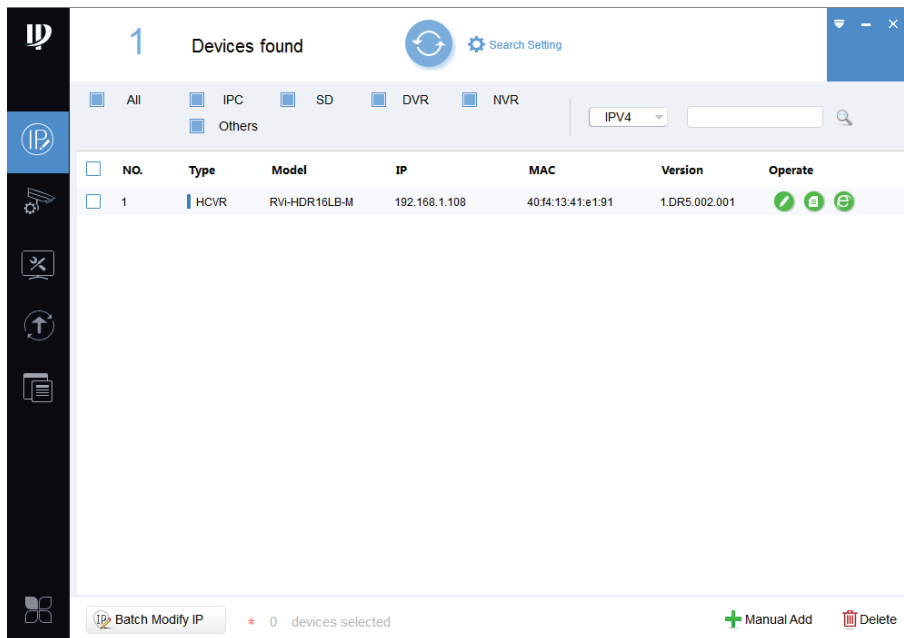 1 Devices found Search Setting
All IPC SD DVR NVR
Others
IPV4
NO. Type Model IP MAC Version Operate
1 HCVR RVi-HDR16LB-M 192.168.1.108 40:f4:13:41:e1:91 1.DR5.002.001
IP Batch Modify IP * 0 devices selected Manual Add Delete